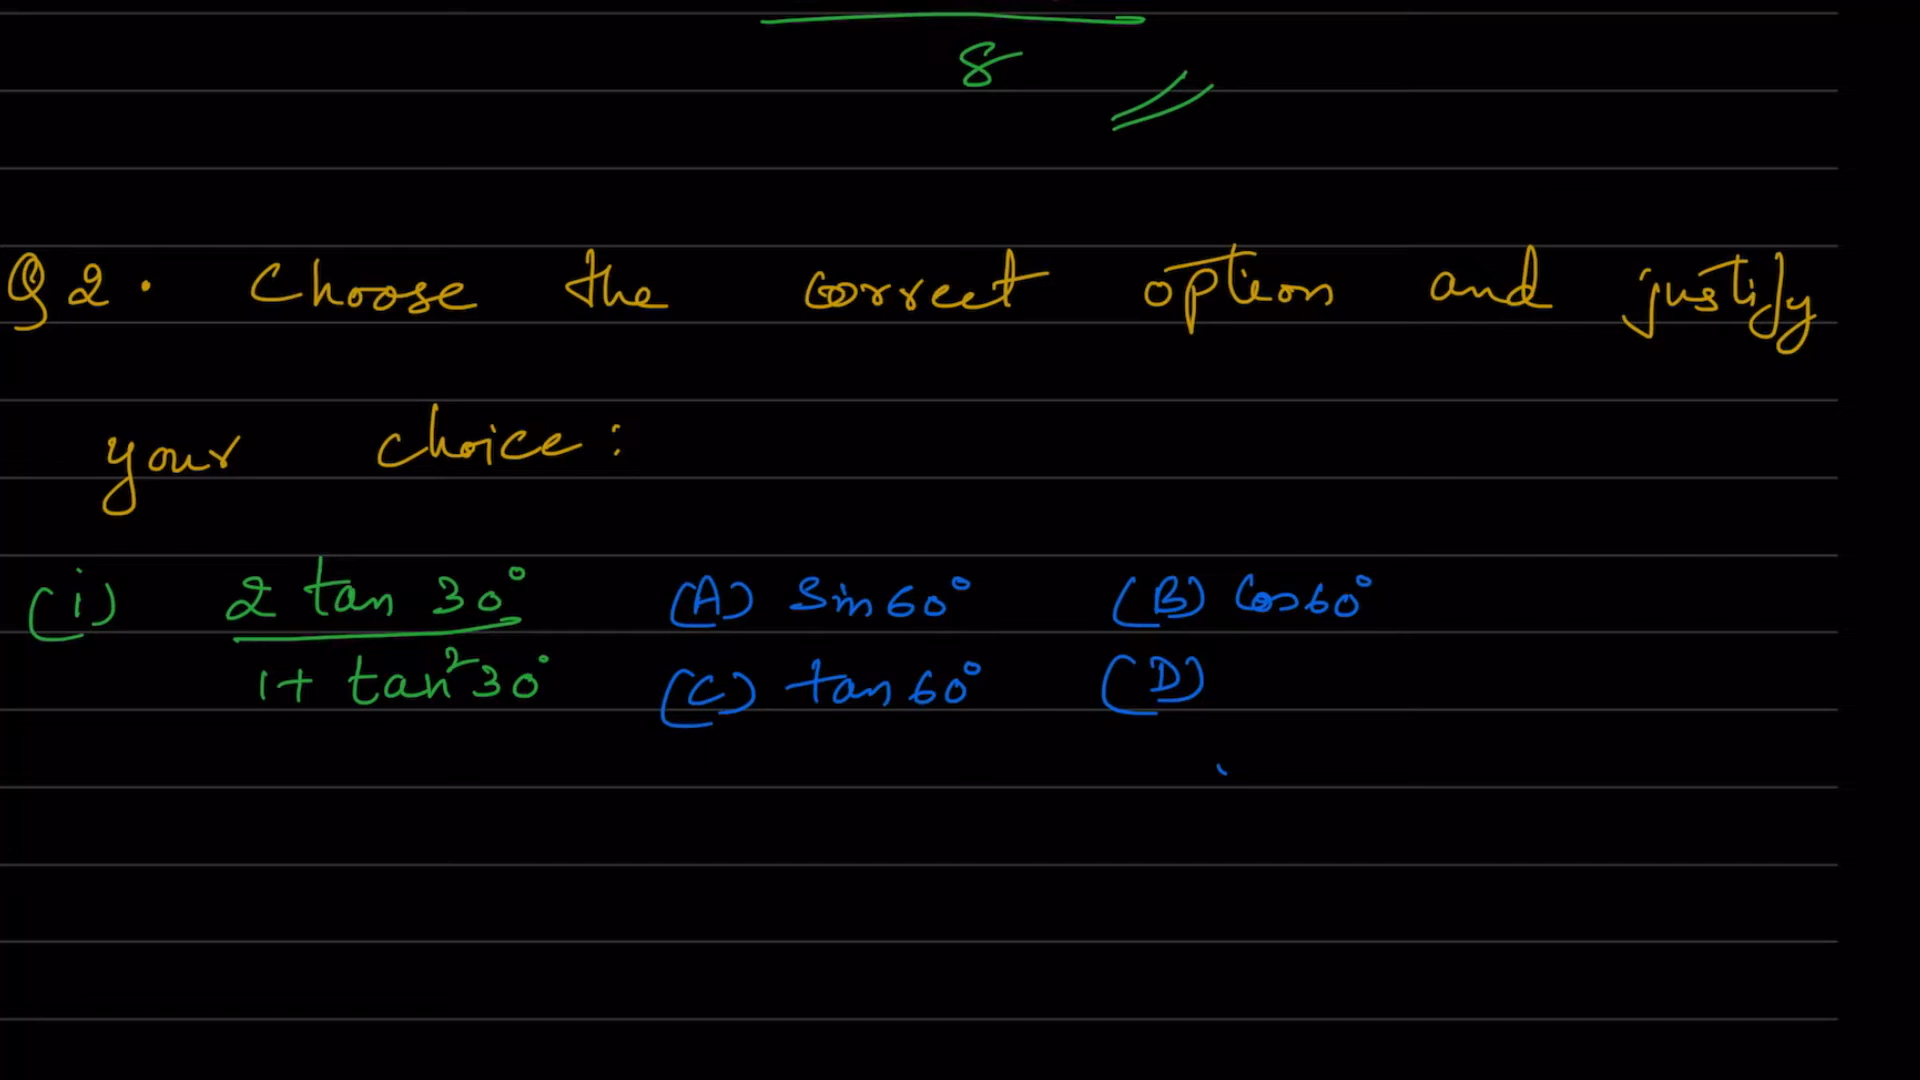 8
Q2. Choose the correct option and justify
your choice:
(i) 2 tan 30° (A) Sin 60° (B) Cos 60°
1+ tan²30° (C) tan 60° (D)